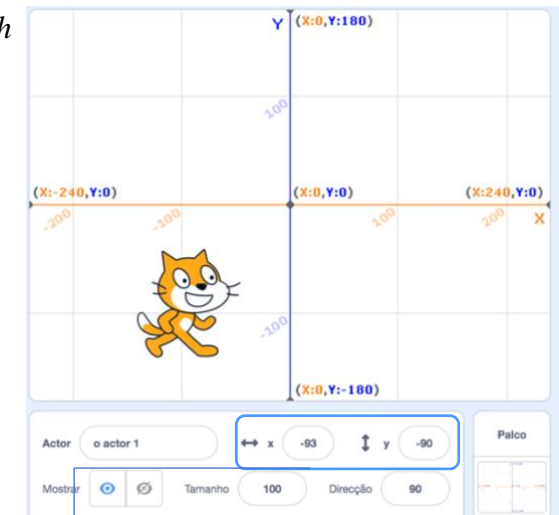 h
Y (X:0,Y:180)
100
(X:-240,Y:0) (X:0,Y:0) (X:240,Y:0)
-200 -100 100 200 X
-100
(X:0,Y:-180)
Actor o actor 1 x -93 y -90 Palco
Mostrar Tamanho 100 Direcção 90